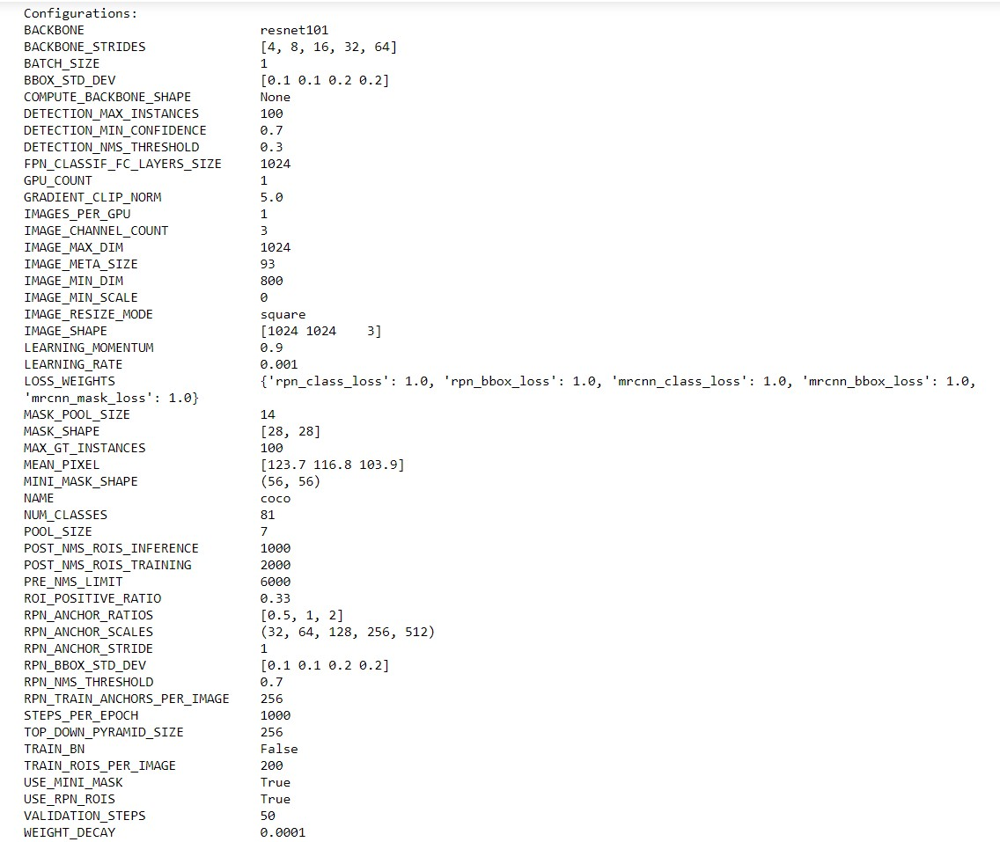 Configurations:
BACKBONE                       resnet101
BACKBONE_STRIDES               [4, 8, 16, 32, 64]
BATCH_SIZE                     1
BBOX_STD_DEV                   [0.1 0.1 0.2 0.2]
COMPUTE_BACKBONE_SHAPE         None
DETECTION_MAX_INSTANCES        100
DETECTION_MIN_CONFIDENCE       0.7
DETECTION_NMS_THRESHOLD        0.3
FPN_CLASSIF_FC_LAYERS_SIZE     1024
GPU_COUNT                      1
GRADIENT_CLIP_NORM             5.0
IMAGES_PER_GPU                 1
IMAGE_CHANNEL_COUNT            3
IMAGE_MAX_DIM                  1024
IMAGE_META_SIZE                93
IMAGE_MIN_DIM                  800
IMAGE_MIN_SCALE                0
IMAGE_RESIZE_MODE              square
IMAGE_SHAPE                    [1024 1024    3]
LEARNING_MOMENTUM              0.9
LEARNING_RATE                  0.001
LOSS_WEIGHTS                   {'rpn_class_loss': 1.0, 'rpn_bbox_loss': 1.0, 'mrcnn_class_loss': 1.0, 'mrcnn_bbox_loss': 1.0,
'mrcnn_mask_loss': 1.0}
MASK_POOL_SIZE                 14
MASK_SHAPE                     [28, 28]
MAX_GT_INSTANCES               100
MEAN_PIXEL                     [123.7 116.8 103.9]
MINI_MASK_SHAPE                (56, 56)
NAME                           coco
NUM_CLASSES                    81
POOL_SIZE                      7
POST_NMS_ROIS_INFERENCE        1000
POST_NMS_ROIS_TRAINING         2000
PRE_NMS_LIMIT                  6000
ROI_POSITIVE_RATIO             0.33
RPN_ANCHOR_RATIOS              [0.5, 1, 2]
RPN_ANCHOR_SCALES              (32, 64, 128, 256, 512)
RPN_ANCHOR_STRIDE              1
RPN_BBOX_STD_DEV               [0.1 0.1 0.2 0.2]
RPN_NMS_THRESHOLD              0.7
RPN_TRAIN_ANCHORS_PER_IMAGE    256
STEPS_PER_EPOCH                1000
TOP_DOWN_PYRAMID_SIZE          256
TRAIN_BN                       False
TRAIN_ROIS_PER_IMAGE           200
USE_MINI_MASK                  True
USE_RPN_ROIS                   True
VALIDATION_STEPS               50
WEIGHT_DECAY                   0.0001